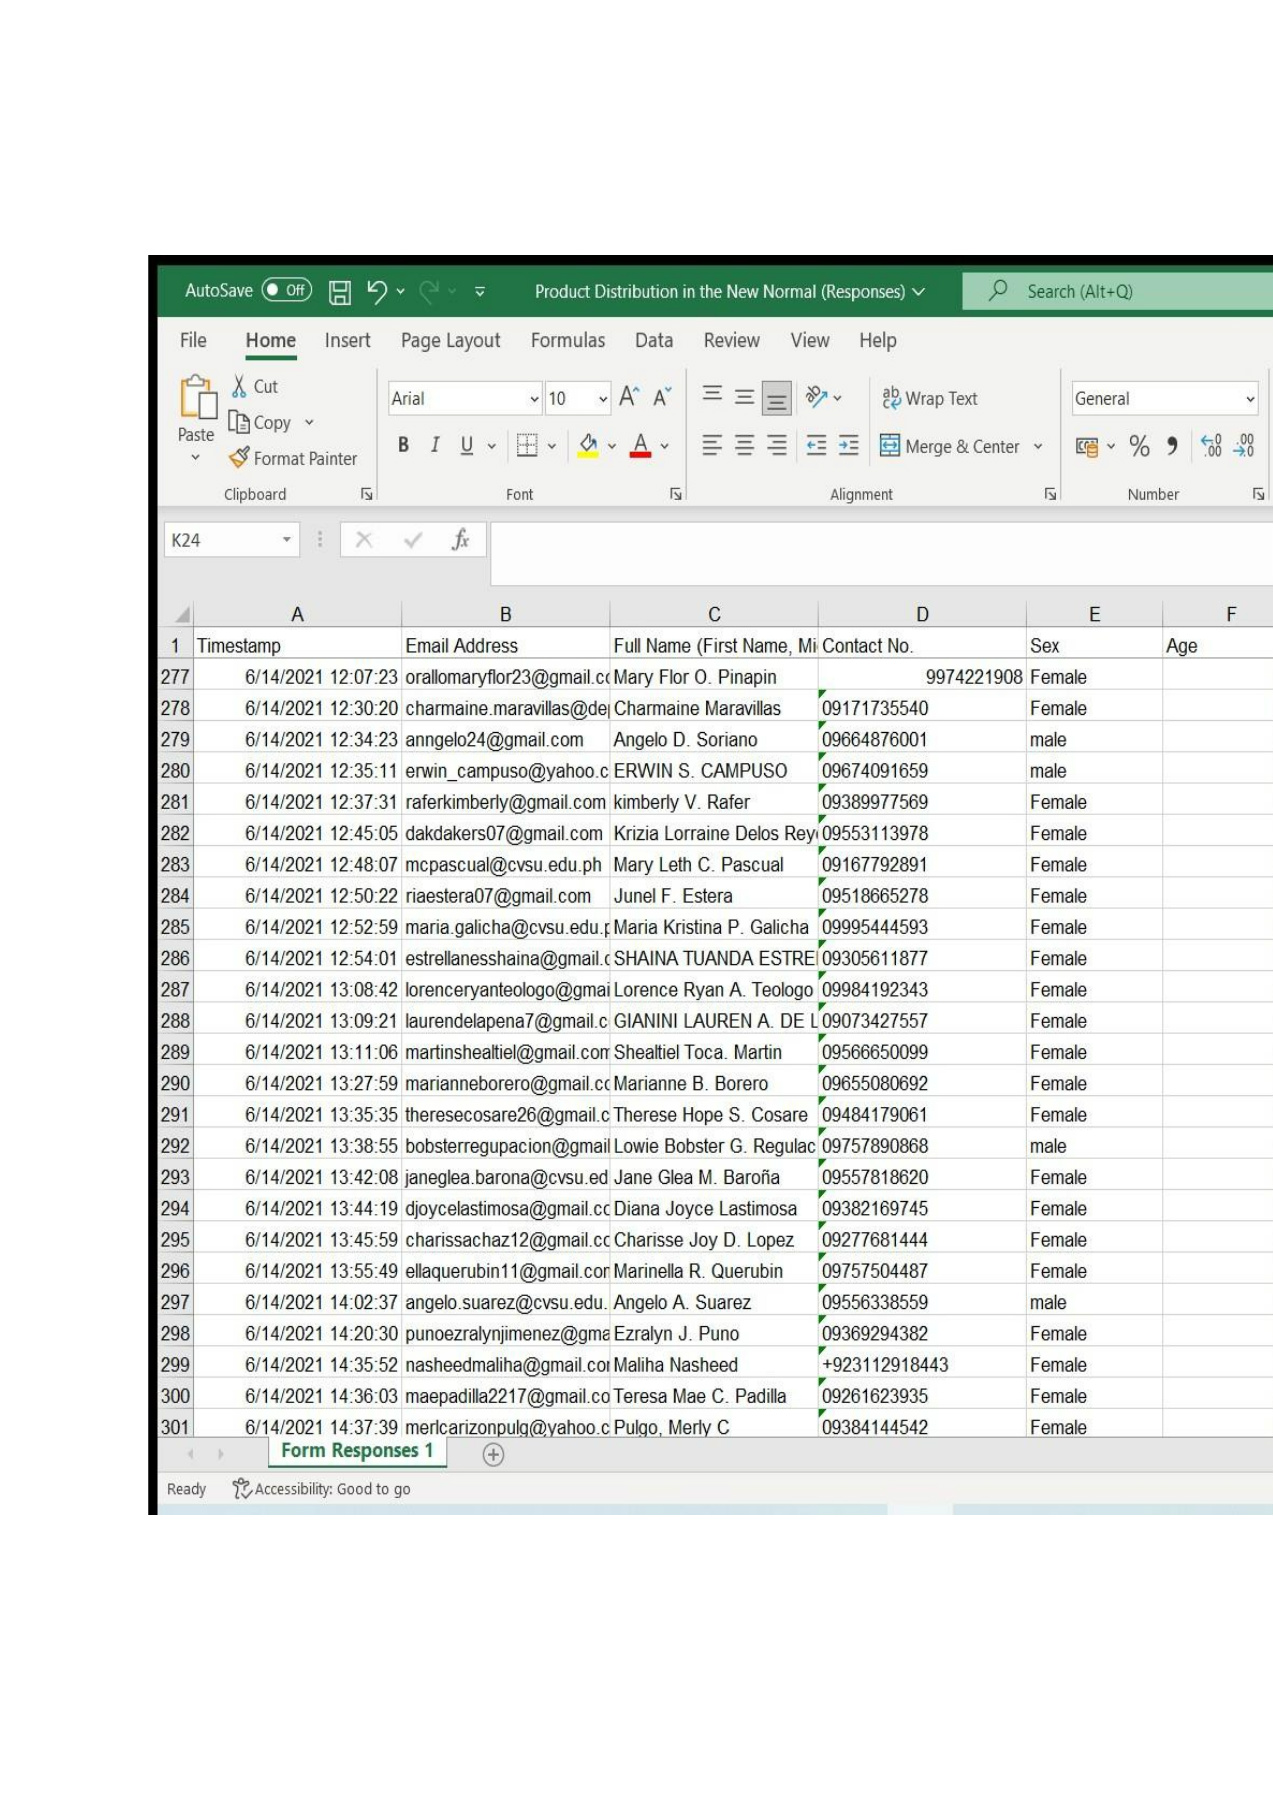 AutoSave Off Product Distribution in the New Normal (Responses) Search (Alt+Q)
File Home Insert Page Layout Formulas Data Review View Help
Paste Cut Copy Format Painter
Arial 10 Wrap Text General
B I U A Merge & Center % 
Clipboard Font Alignment Number
K24 fx
A B C D E F
1 Timestamp Email Address Full Name (First Name, Mi Contact No. Sex Age
277 6/14/2021 12:07:23 orallomaryflor23@gmail.cc Mary Flor O. Pinapin 9974221908 Female
278 6/14/2021 12:30:20 charmaine.maravillas@de Charmaine Maravillas 09171735540 Female
279 6/14/2021 12:34:23 anngelo24@gmail.com Angelo D. Soriano 09664876001 male
280 6/14/2021 12:35:11 erwin_campuso@yahoo.c ERWIN S. CAMPUSO 09674091659 male
281 6/14/2021 12:37:31 raferkimberly@gmail.com kimberly V. Rafer 09389977569 Female
282 6/14/2021 12:45:05 dakdakers07@gmail.com Krizia Lorraine Delos Rey 09553113978 Female
283 6/14/2021 12:48:07 mcpascual@cvsu.edu.ph Mary Leth C. Pascual 09167792891 Female
284 6/14/2021 12:50:22 riaestera07@gmail.com Junel F. Estera 09518665278 Female
285 6/14/2021 12:52:59 maria.galicha@cvsu.edu.p Maria Kristina P. Galicha 09995444593 Female
286 6/14/2021 12:54:01 estrellanesshaina@gmail.c SHAINA TUANDA ESTRE 09305611877 Female
287 6/14/2021 13:08:42 lorenceryanteologo@gmai Lorence Ryan A. Teologo 09984192343 Female
288 6/14/2021 13:09:21 laurendelapena7@gmail.c GIANINI LAUREN A. DE L 09073427557 Female
289 6/14/2021 13:11:06 martinshealtiel@gmail.com Shealtiel Toca. Martin 09566650099 Female
290 6/14/2021 13:27:59 marianneborero@gmail.cc Marianne B. Borero 09655080692 Female
291 6/14/2021 13:35:35 theresecosare26@gmail.c Therese Hope S. Cosare 09484179061 Female
292 6/14/2021 13:38:55 bobsterregupacion@gmail Lowie Bobster G. Regulac 09757890868 male
293 6/14/2021 13:42:08 janeglea.barona@cvsu.ed Jane Glea M. Baroña 09557818620 Female
294 6/14/2021 13:44:19 djoycelastimosa@gmail.cc Diana Joyce Lastimosa 09382169745 Female
295 6/14/2021 13:45:59 charissachaz12@gmail.cc Charisse Joy D. Lopez 09277681444 Female
296 6/14/2021 13:55:49 ellaquerubin11@gmail.cor Marinella R. Querubin 09757504487 Female
297 6/14/2021 14:02:37 angelo.suarez@cvsu.edu. Angelo A. Suarez 09556338559 male
298 6/14/2021 14:20:30 punoezralynjimenez@gma Ezralyn J. Puno 09369294382 Female
299 6/14/2021 14:35:52 nasheedmaliha@gmail.cor Maliha Nasheed +923112918443 Female
300 6/14/2021 14:36:03 maepadilla2217@gmail.co Teresa Mae C. Padilla 09261623935 Female
301 6/14/2021 14:37:39 merlcarizonpulg@yahoo.c Pulgo, Merly C 09384144542 Female
Form Responses 1
Ready Accessibility: Good to go